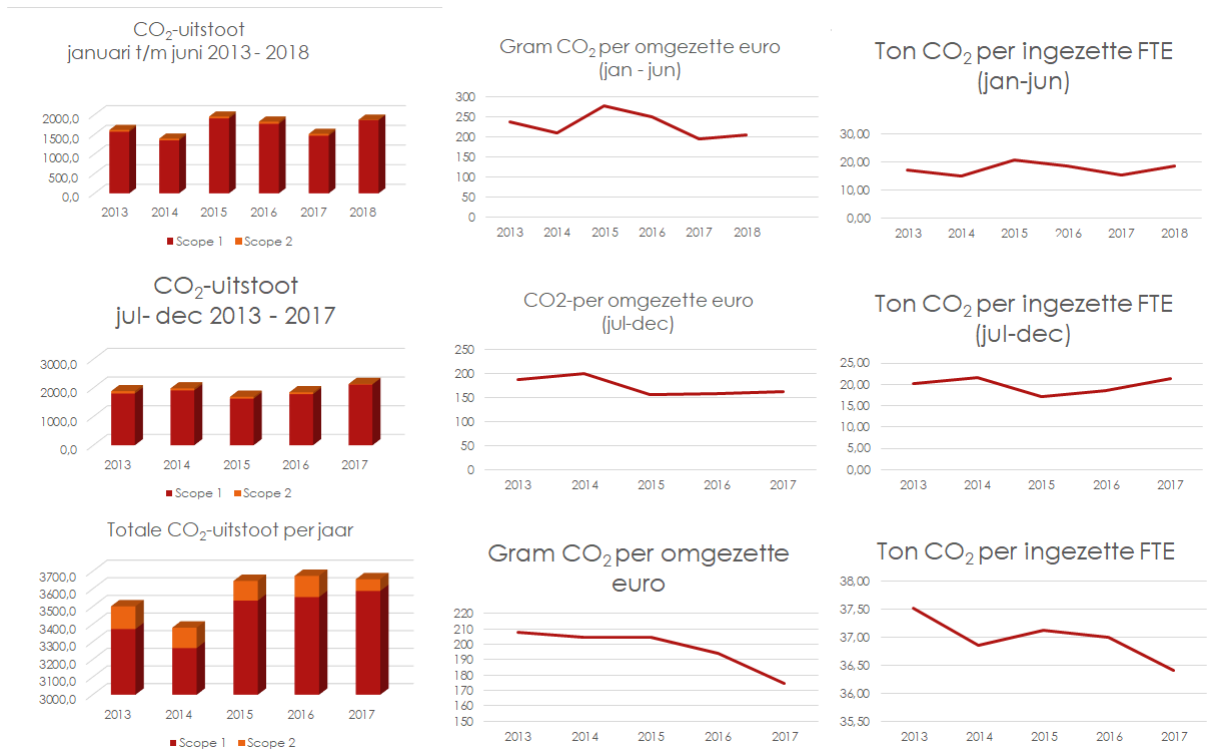 CO₂-uitstoot
januari t/m juni 2013 - 2018
2000,0
1500,0
1000,0
500,0
0,0
2013 2014 2015 2016 2017 2018
Scope 1 Scope 2
Gram CO₂ per omgezette euro
(jan - jun)
300
250
200
150
100
50
0
2013 2014 2015 2016 2017 2018
Ton CO₂ per ingezette FTE
(jan-jun)
30,00
20,00
10,00
0,00
2013 2014 2015 2016 2017 2018
CO₂-uitstoot
jul- dec 2013 - 2017
3000,0
2000,0
1000,0
0,0
2013 2014 2015 2016 2017
Scope 1 Scope 2
CO2-per omgezette euro
(jul-dec)
250
200
150
100
50
0
2013 2014 2015 2016 2017
Ton CO₂ per ingezette FTE
(jul-dec)
25,00
20,00
15,00
10,00
5,00
0,00
2013 2014 2015 2016 2017
Totale CO₂-uitstoot per jaar
3700,0
3600,0
3500,0
3400,0
3300,0
3200,0
3100,0
3000,0
2013 2014 2015 2016 2017
Scope 1 Scope 2
Gram CO₂ per omgezette
euro
220
210
200
190
180
170
160
150
2013 2014 2015 2016 2017
Ton CO₂ per ingezette FTE
38,00
37,50
37,00
36,50
36,00
35,50
2013 2014 2015 2016 2017